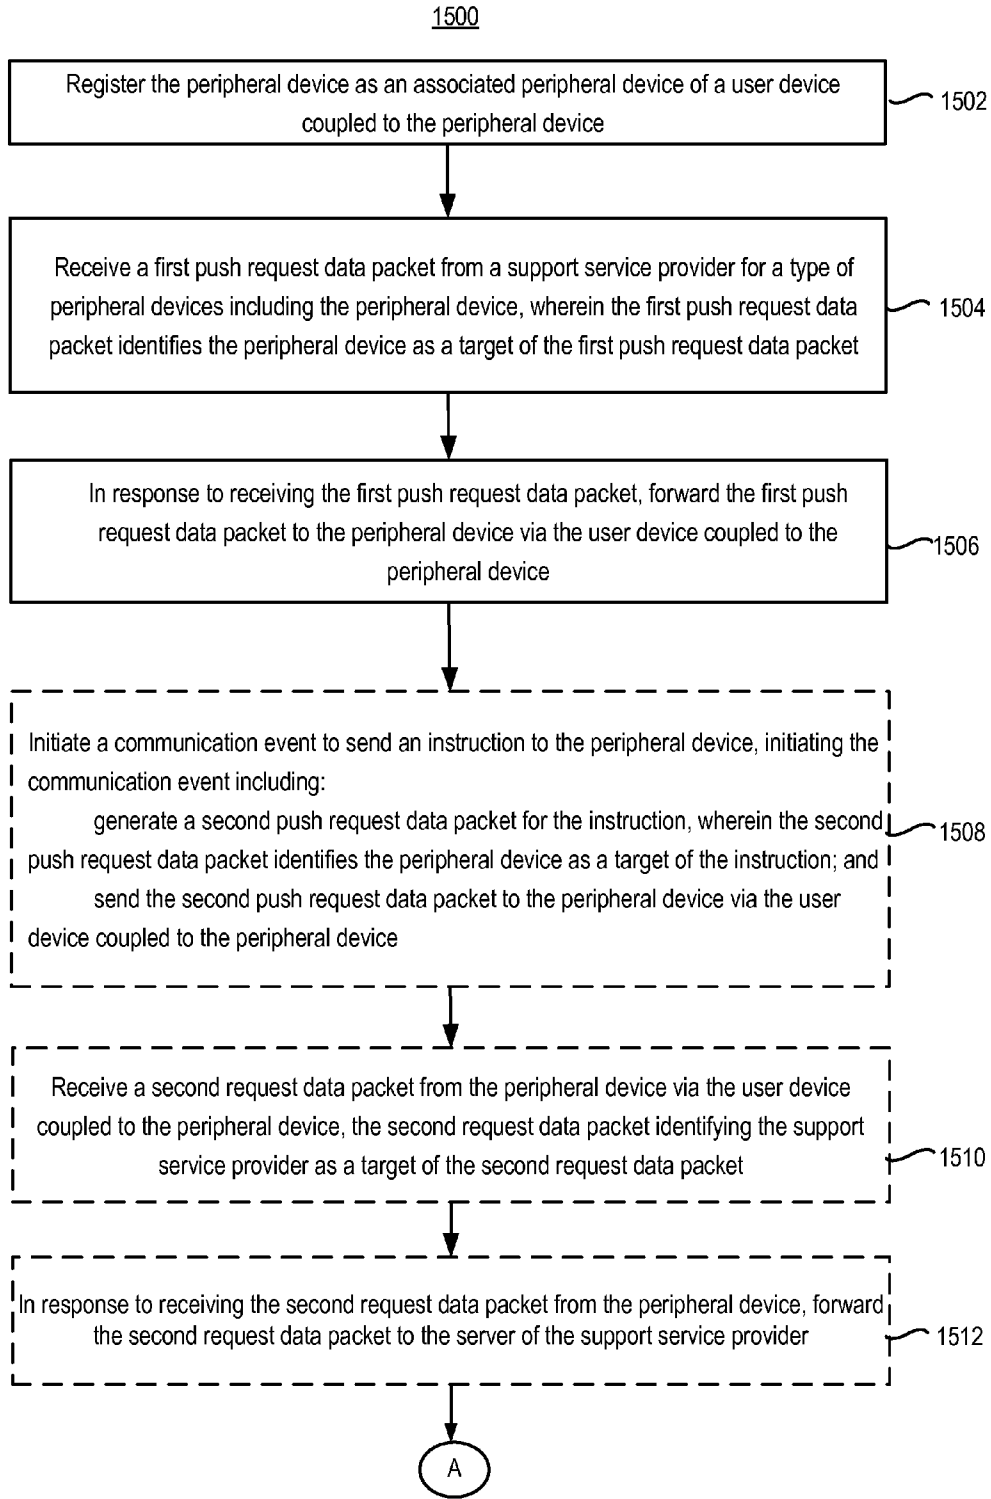 1500
Register the peripheral device as an associated peripheral device of a user device
coupled to the peripheral device
1502
Receive a first push request data packet from a support service provider for a type of
peripheral devices including the peripheral device, wherein the first push request data
packet identifies the peripheral device as a target of the first push request data packet
1504
In response to receiving the first push request data packet, forward the first push
request data packet to the peripheral device via the user device coupled to the
peripheral device
1506
Initiate a communication event to send an instruction to the peripheral device, initiating the
communication event including:
generate a second push request data packet for the instruction, wherein the second
push request data packet identifies the peripheral device as a target of the instruction; and
send the second push request data packet to the peripheral device via the user
device coupled to the peripheral device
1508
Receive a second request data packet from the peripheral device via the user device
coupled to the peripheral device, the second request data packet identifying the support
service provider as a target of the second request data packet
1510
In response to receiving the second request data packet from the peripheral device, forward
the second request data packet to the server of the support service provider
1512
A